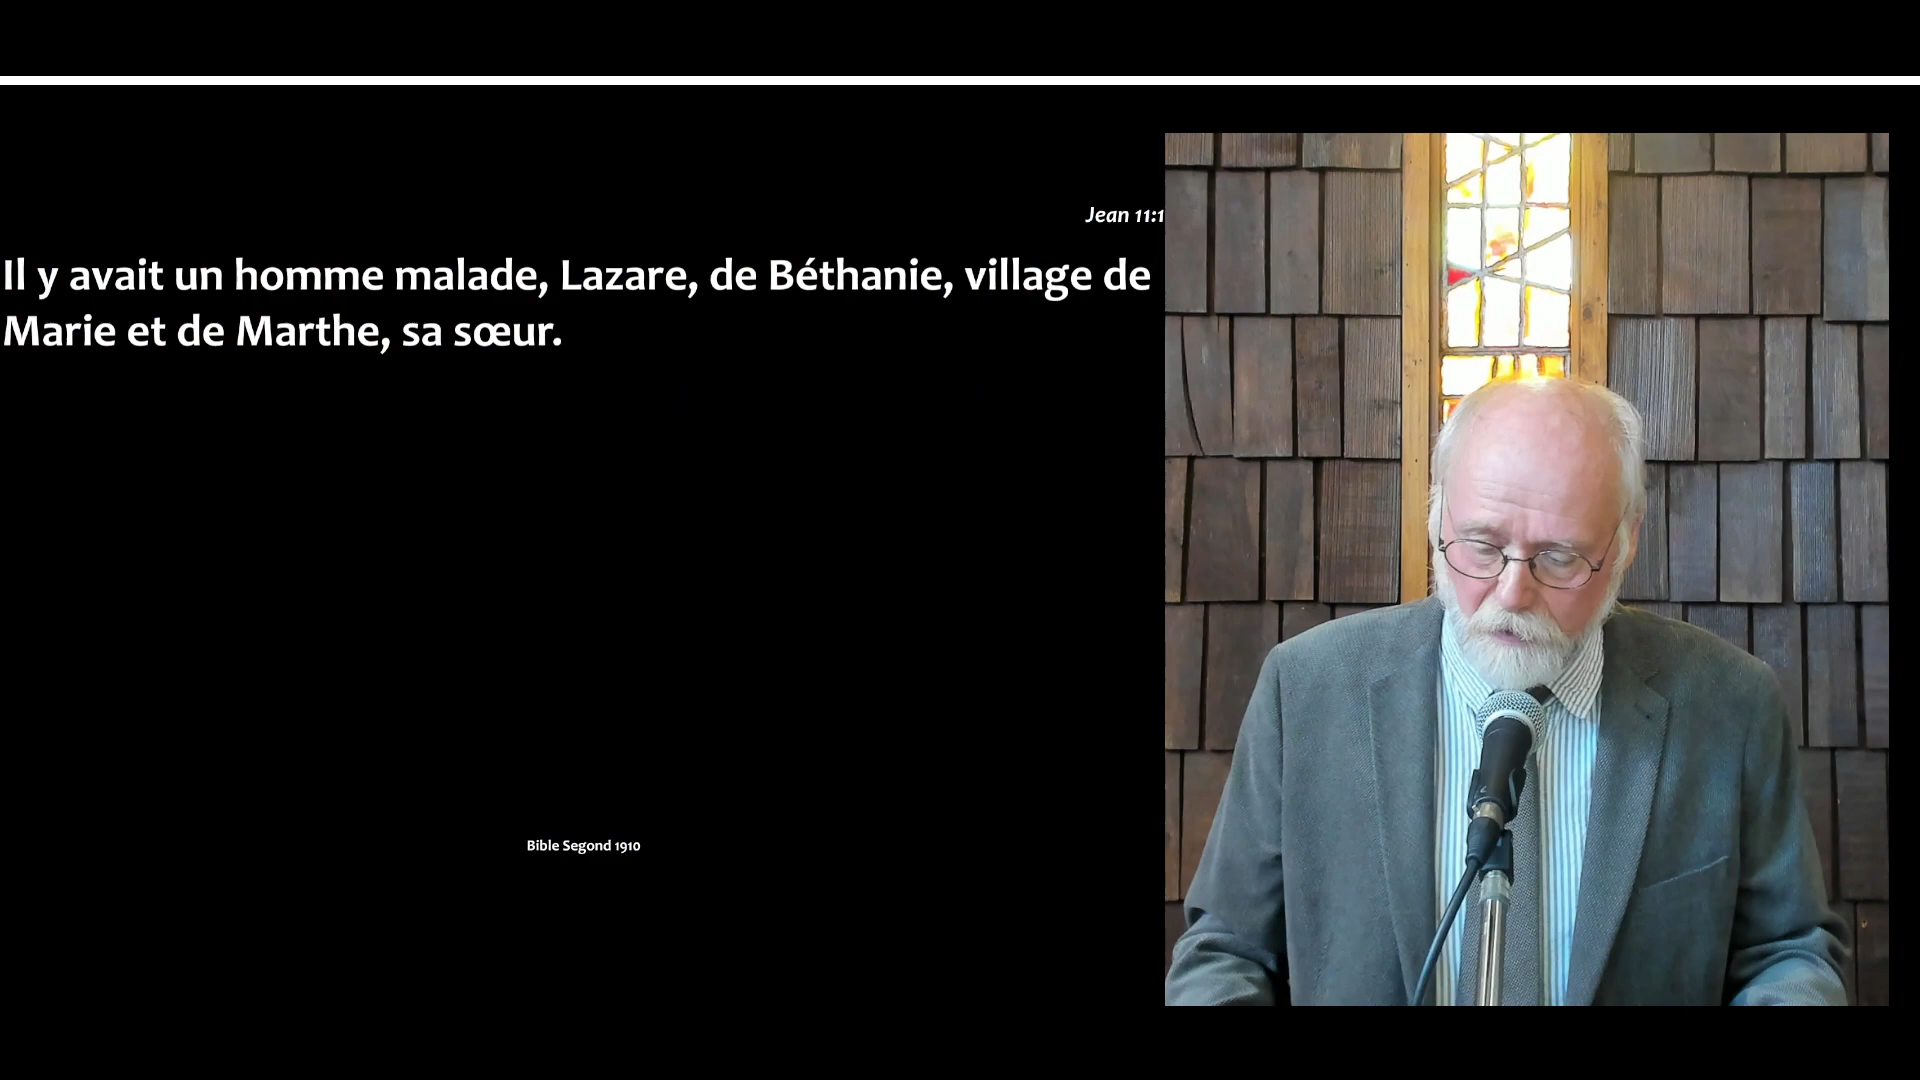 Jean 11:1
Il y avait un homme malade, Lazare, de Béthanie, village de
Marie et de Marthe, sa sœur.
Bible Segond 1910